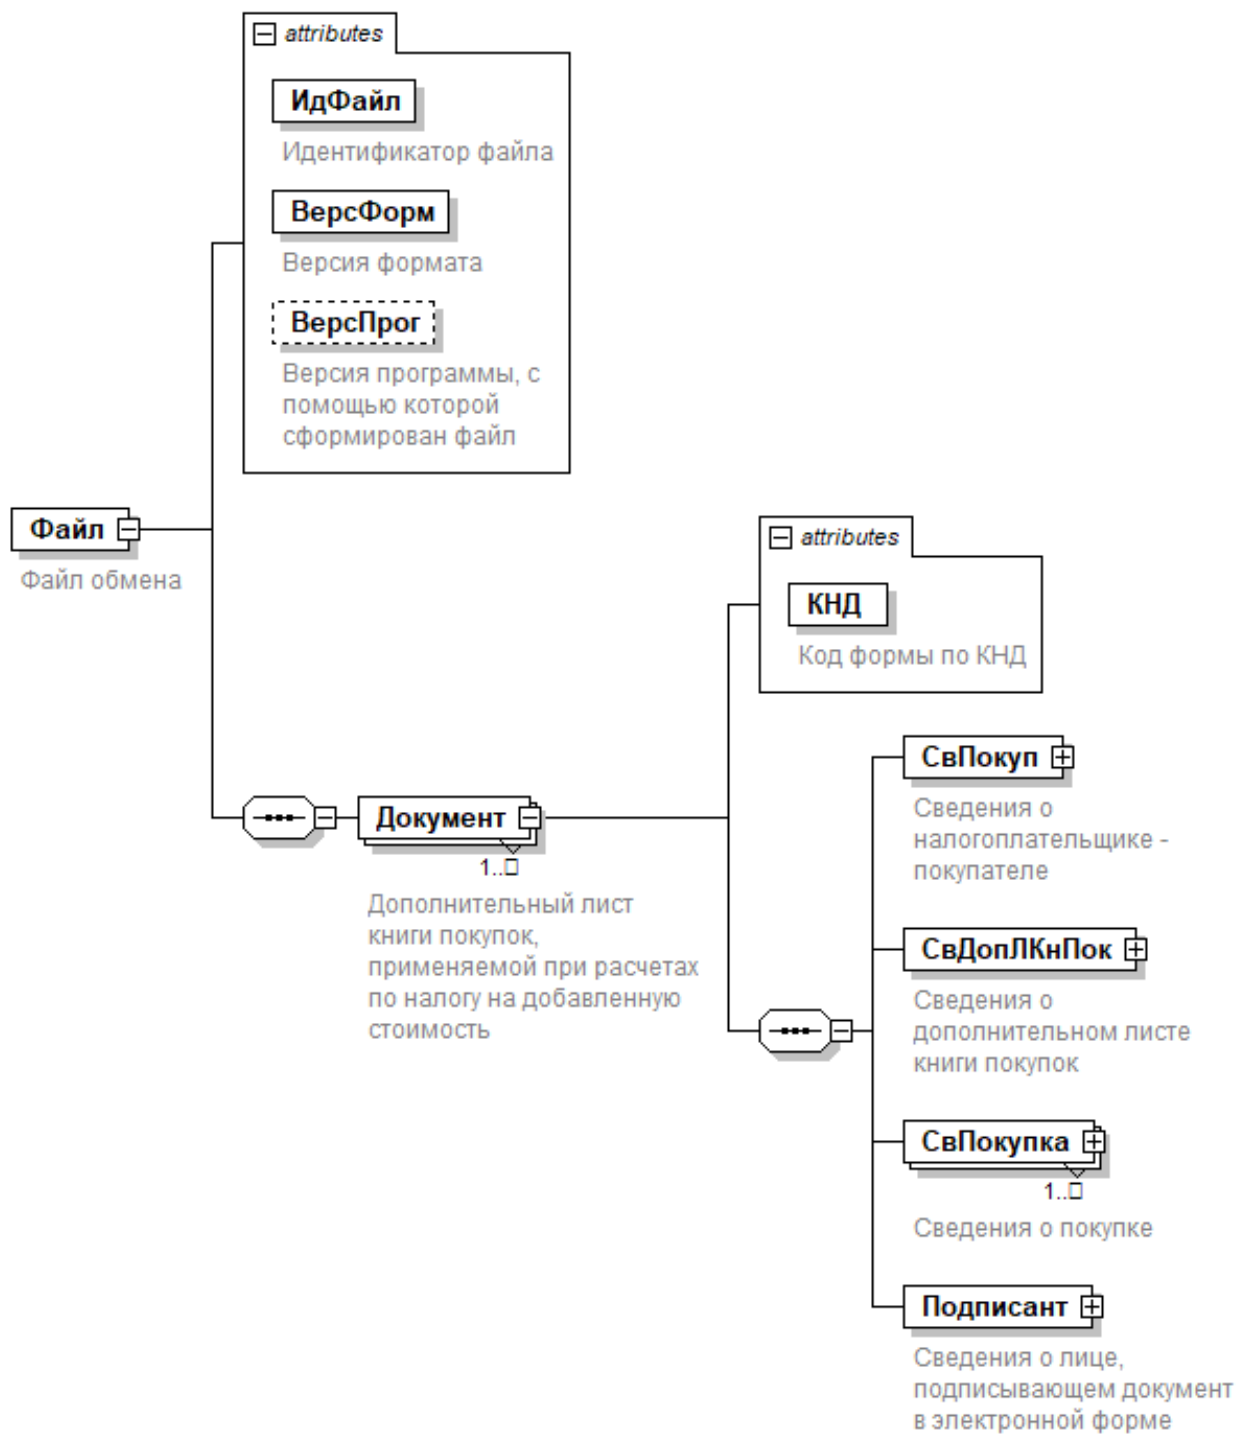 attributes
ИдФайл
Идентификатор файла
ВерсФорм
Версия формата
ВерсПрог
Версия программы, с
помощью которой
сформирован файл
Файл
Файл обмена
attributes
КНД
Код формы по КНД
Документ
1..□
Дополнительный лист
книги покупок,
применяемой при расчетах
по налогу на добавленную
стоимость
СвПокуп
Сведения о
налогоплательщике -
покупателе
СвДопЛКнПок
Сведения о
дополнительном листе
книги покупок
СвПокупка
1..□
Сведения о покупке
Подписант
Сведения о лице,
подписывающем документ
в электронной форме